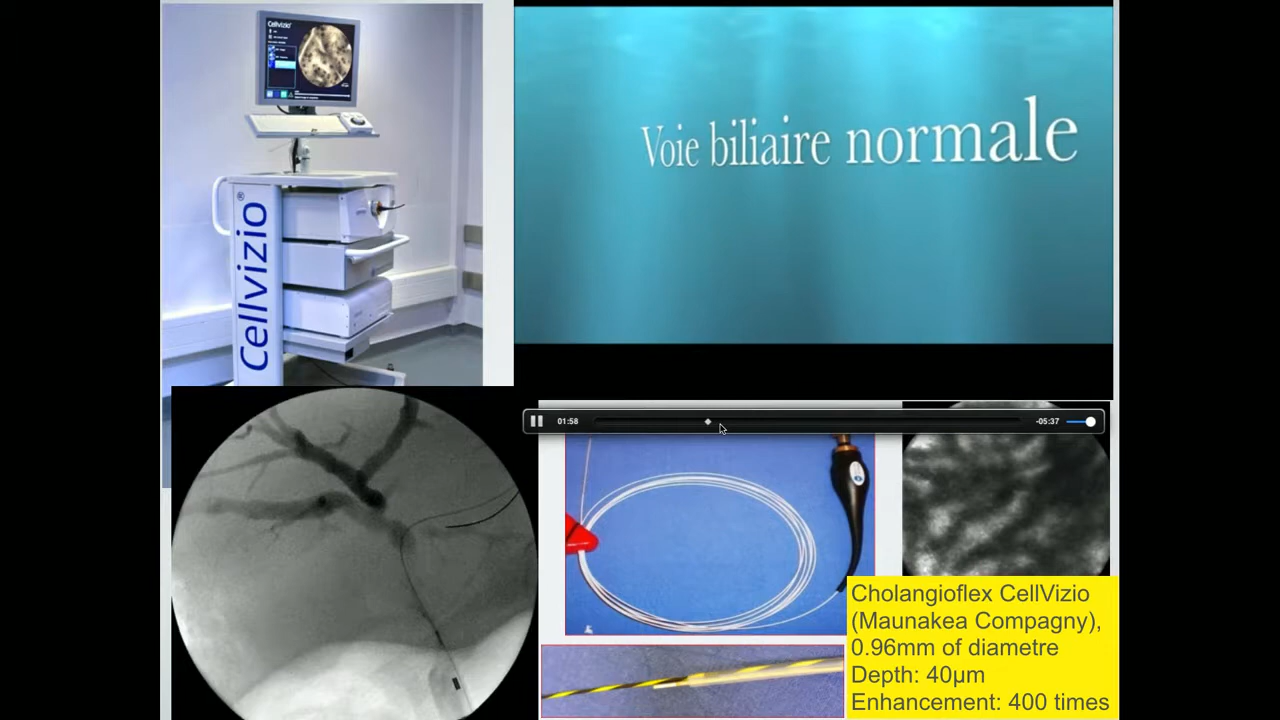 Cellvizio
Cellvizio®
Voie biliaire normale
01:58
-05:37
Cholangioflex CellVizio
(Maunakea Compagny),
0.96mm of diametre
Depth: 40µm
Enhancement: 400 times